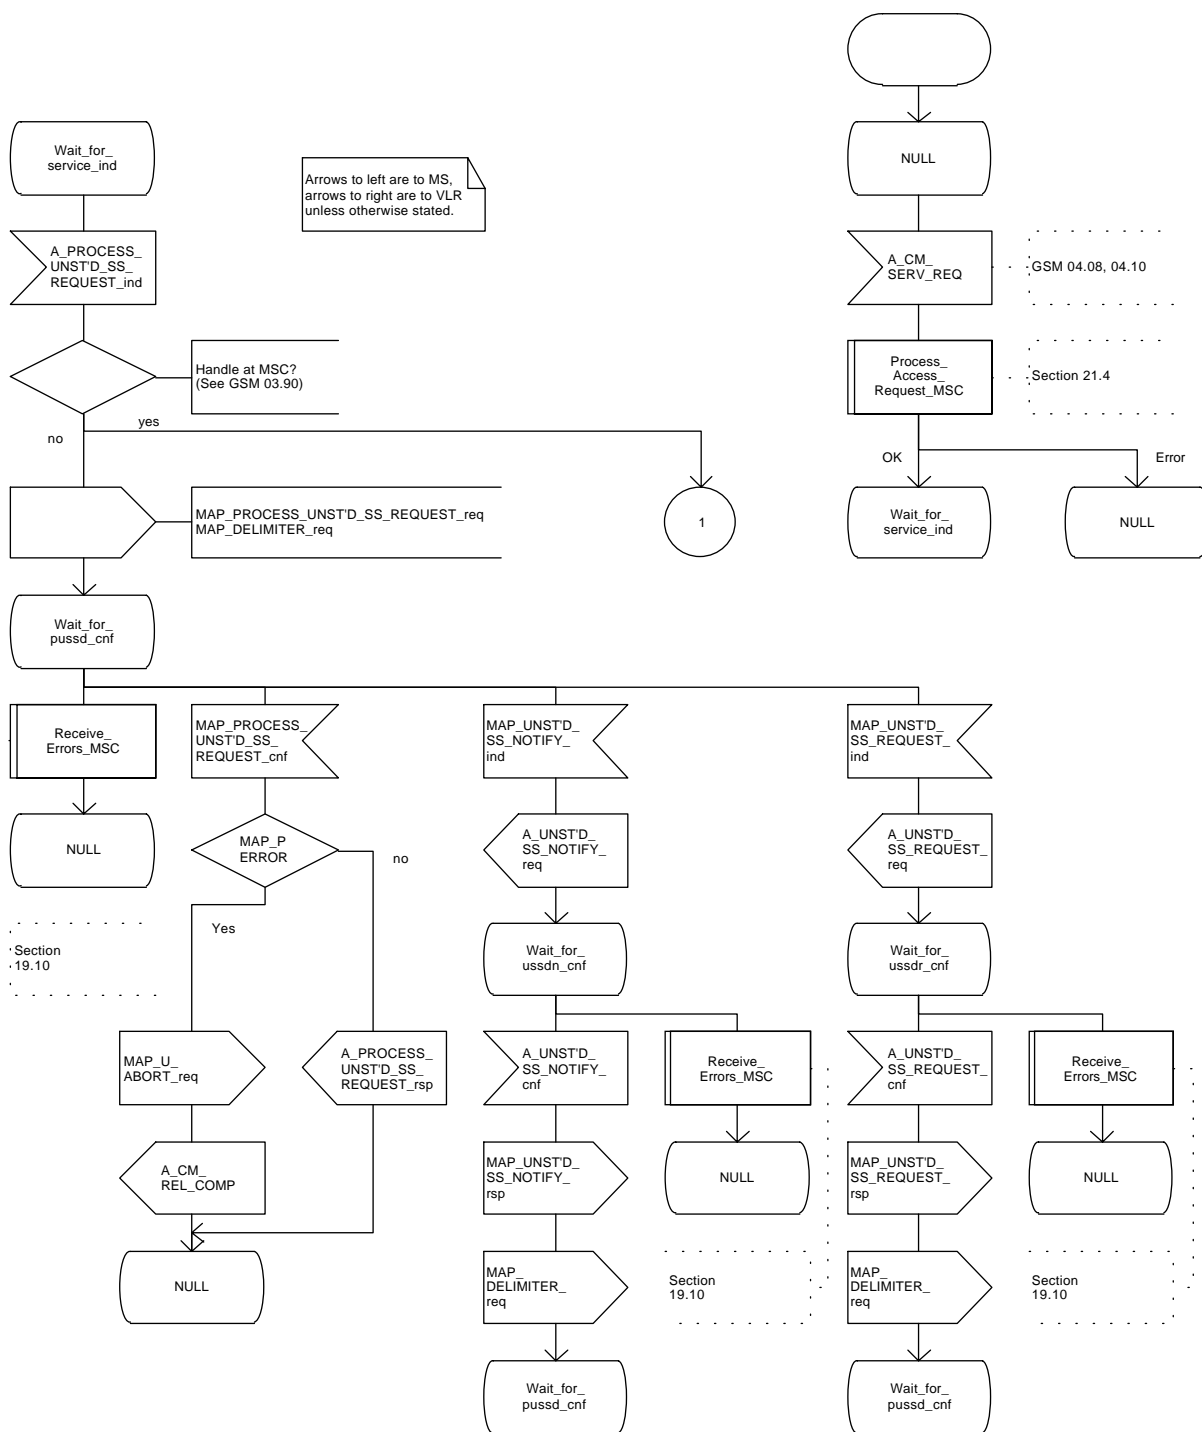 NULL
Wait_for_
service_ind
Arrows to left are to MS,
arrows to right are to VLR
unless otherwise stated.
A_PROCESS_
UNST'D_SS_
REQUEST_ind
A_CM_
SERV_REQ
GSM 04.08, 04.10
Handle at MSC?
(See GSM 03.90)
Process_
Access_
Request_MSC
Section 21.4
no
yes
OK
Error
MAP_PROCESS_UNST'D_SS_REQUEST_req
MAP_DELIMITER_req
1
Wait_for_
service_ind
NULL
Wait_for_
pussd_cnf
Receive_
Errors_MSC
MAP_PROCESS_
UNST'D_SS_
REQUEST_cnf
MAP_UNST'D_
SS_NOTIFY_
ind
MAP_UNST'D_
SS_REQUEST_
ind
NULL
MAP_P
ERROR
no
A_UNST'D_
SS_NOTIFY_
req
A_UNST'D_
SS_REQUEST_
req
Yes
Section
19.10
Wait_for_
ussdn_cnf
Wait_for_
ussdr_cnf
MAP_U_
ABORT_req
A_PROCESS_
UNST'D_SS_
REQUEST_rsp
A_UNST'D_
SS_NOTIFY_
cnf
Receive_
Errors_MSC
A_UNST'D_
SS_REQUEST_
cnf
Receive_
Errors_MSC
A_CM_
REL_COMP
MAP_UNST'D_
SS_NOTIFY_
rsp
NULL
MAP_UNST'D_
SS_REQUEST_
rsp
NULL
NULL
MAP_
DELIMITER_
req
Section
19.10
MAP_
DELIMITER_
req
Section
19.10
Wait_for_
pussd_cnf
Wait_for_
pussd_cnf